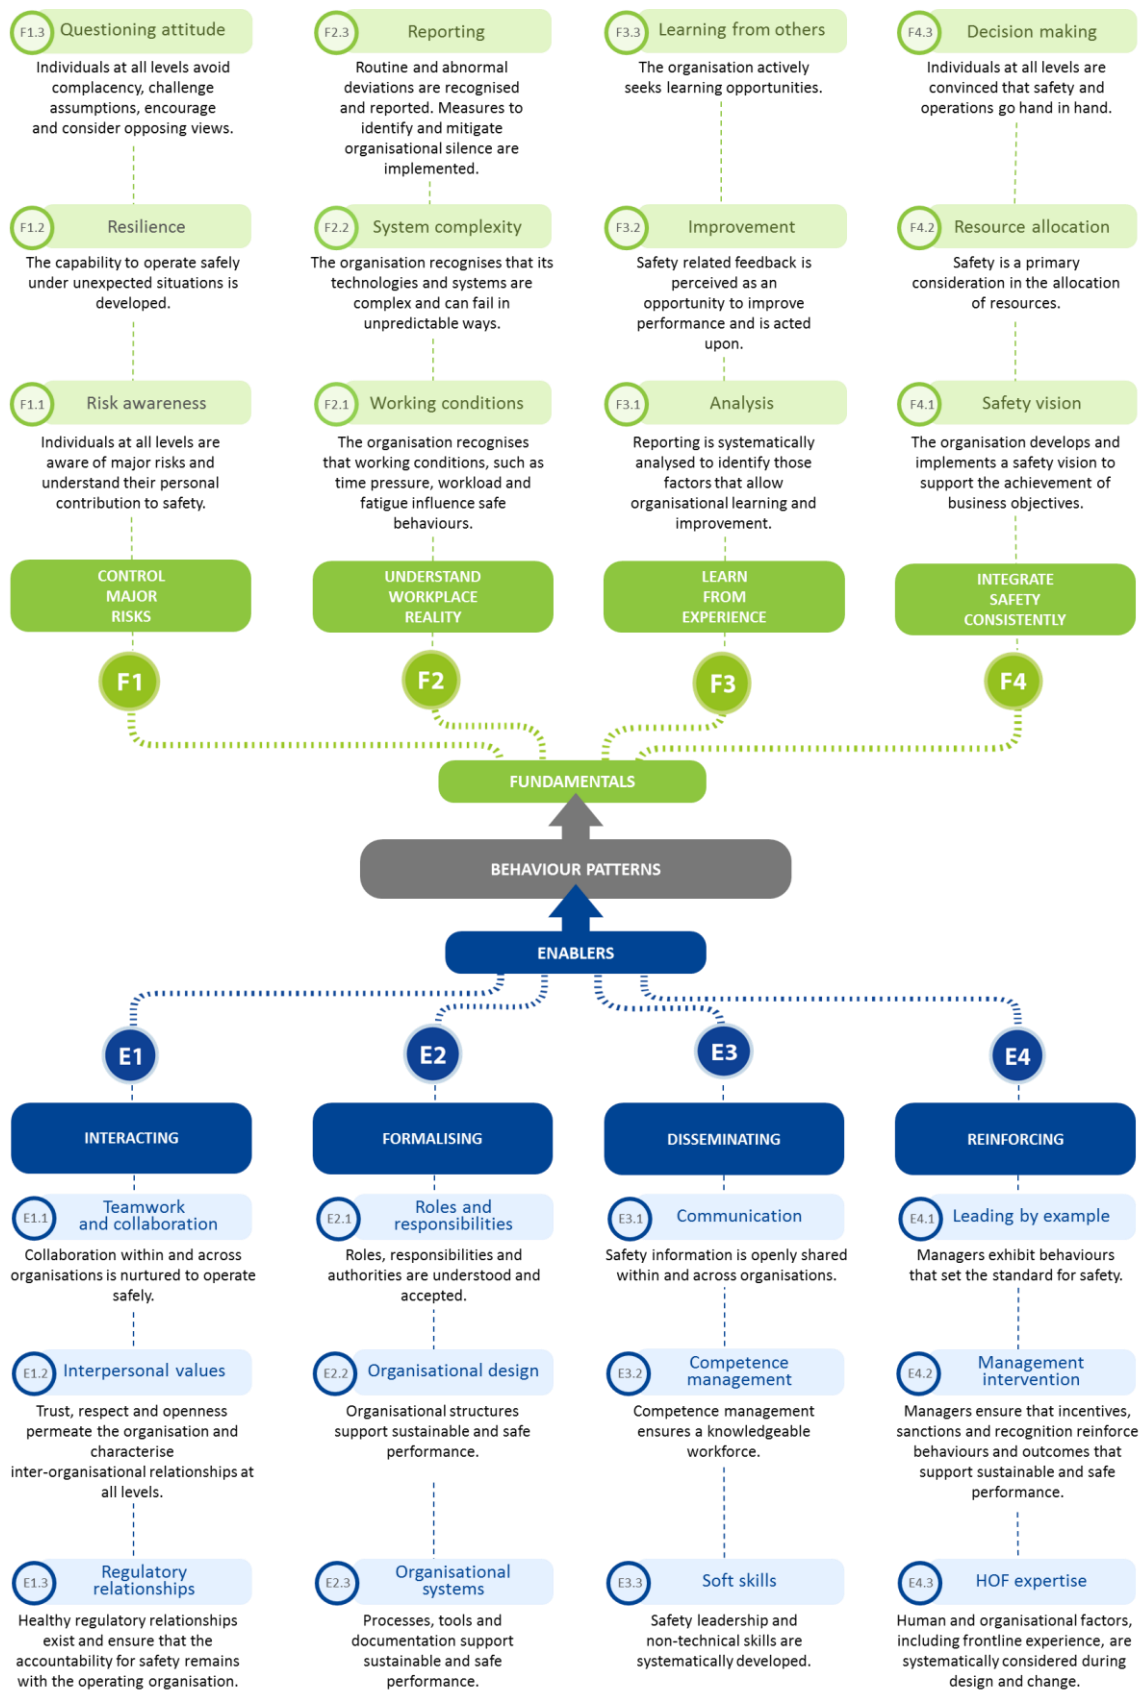 F1.3 Questioning attitude
Individuals at all levels avoid
complacency, challenge
assumptions, encourage
and consider opposing views.
F2.3 Reporting
Routine and abnormal
deviations are recognised
and reported. Measures to
identify and mitigate
organisational silence are
implemented.
F3.3 Learning from others
The organisation actively
seeks learning opportunities.
F4.3 Decision making
Individuals at all levels are
convinced that safety and
operations go hand in hand.
F1.2 Resilience
The capability to operate safely
under unexpected situations is
developed.
F2.2 System complexity
The organisation recognises that its
technologies and systems are
complex and can fail in
unpredictable ways.
F3.2 Improvement
Safety related feedback is
perceived as an
opportunity to improve
performance and is acted
upon.
F4.2 Resource allocation
Safety is a primary
consideration in the allocation
of resources.
F1.1 Risk awareness
Individuals at all levels are
aware of major risks and
understand their personal
contribution to safety.
F2.1 Working conditions
The organisation recognises
that working conditions, such as
time pressure, workload and
fatigue influence safe
behaviours.
F3.1 Analysis
Reporting is systematically
analysed to identify those
factors that allow
organisational learning and
improvement.
F4.1 Safety vision
The organisation develops and
implements a safety vision to
support the achievement of
business objectives.
CONTROL
MAJOR
RISKS
UNDERSTAND
WORKPLACE
REALITY
LEARN
FROM
EXPERIENCE
INTEGRATE
SAFETY
CONSISTENTLY
F1
F2
F3
F4
FUNDAMENTALS
BEHAVIOUR PATTERNS
ENABLERS
E1
E2
E3
E4
INTERACTING
FORMALISING
DISSEMINATING
REINFORCING
E1.1 Teamwork
and collaboration
Collaboration within and across
organisations is nurtured to operate
safely.
E2.1 Roles and
responsibilities
Roles, responsibilities and
authorities are understood and
accepted.
E3.1 Communication
Safety information is openly shared
within and across organisations.
E4.1 Leading by example
Managers exhibit behaviours
that set the standard for safety.
E1.2 Interpersonal values
Trust, respect and openness
permeate the organisation and
characterise
inter-organisational relationships at
all levels.
E2.2 Organisational design
Organisational structures
support sustainable and safe
performance.
E3.2 Competence
management
Competence management
ensures a knowledgeable
workforce.
E4.2 Management
intervention
Managers ensure that incentives,
sanctions and recognition reinforce
behaviours and outcomes that
support sustainable and safe
performance.
E1.3 Regulatory
relationships
Healthy regulatory relationships
exist and ensure that the
accountability for safety remains
with the operating organisation.
E2.3 Organisational
systems
Processes, tools and
documentation support
sustainable and safe
performance.
E3.3 Soft skills
Safety leadership and
non-technical skills are
systematically developed.
E4.3 HOF expertise
Human and organisational factors,
including frontline experience, are
systematically considered during
design and change.